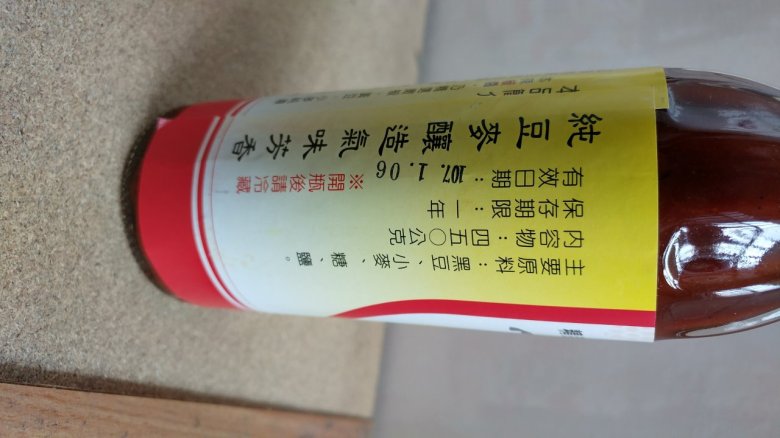 主要原料：黑豆、小麥、糖、鹽。
內容物：四五〇公克
保存期限：一年
有效日期：107.1.06 ※開瓶後請冷藏
純豆麥釀造氣味芳香